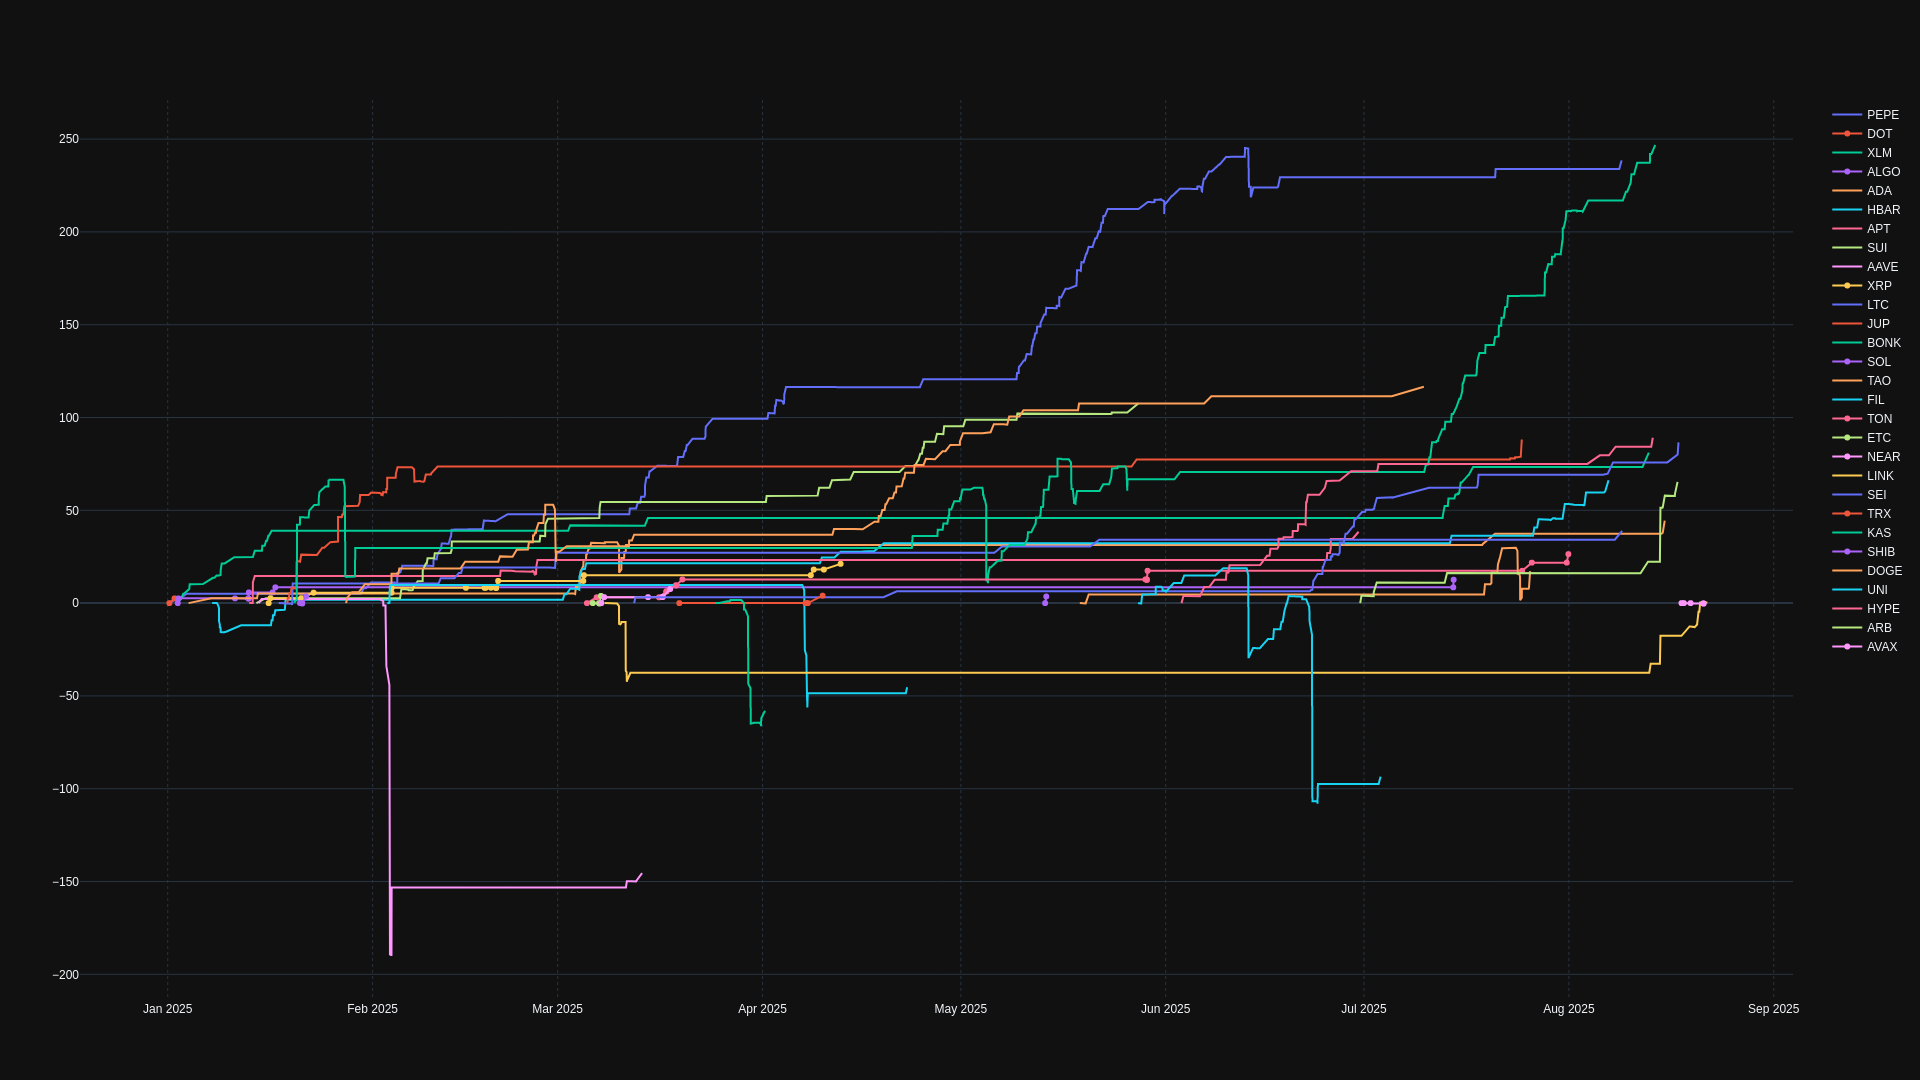 250
200
150
100
50
0
−50
−100
−150
−200
Jan 2025
Feb 2025
Mar 2025
Apr 2025
May 2025
Jun 2025
Jul 2025
Aug 2025
Sep 2025
PEPE
DOT
XLM
ALGO
ADA
HBAR
APT
SUI
AAVE
XRP
LTC
JUP
BONK
SOL
TAO
FIL
TON
ETC
NEAR
LINK
SEI
TRX
KAS
SHIB
DOGE
UNI
HYPE
ARB
AVAX